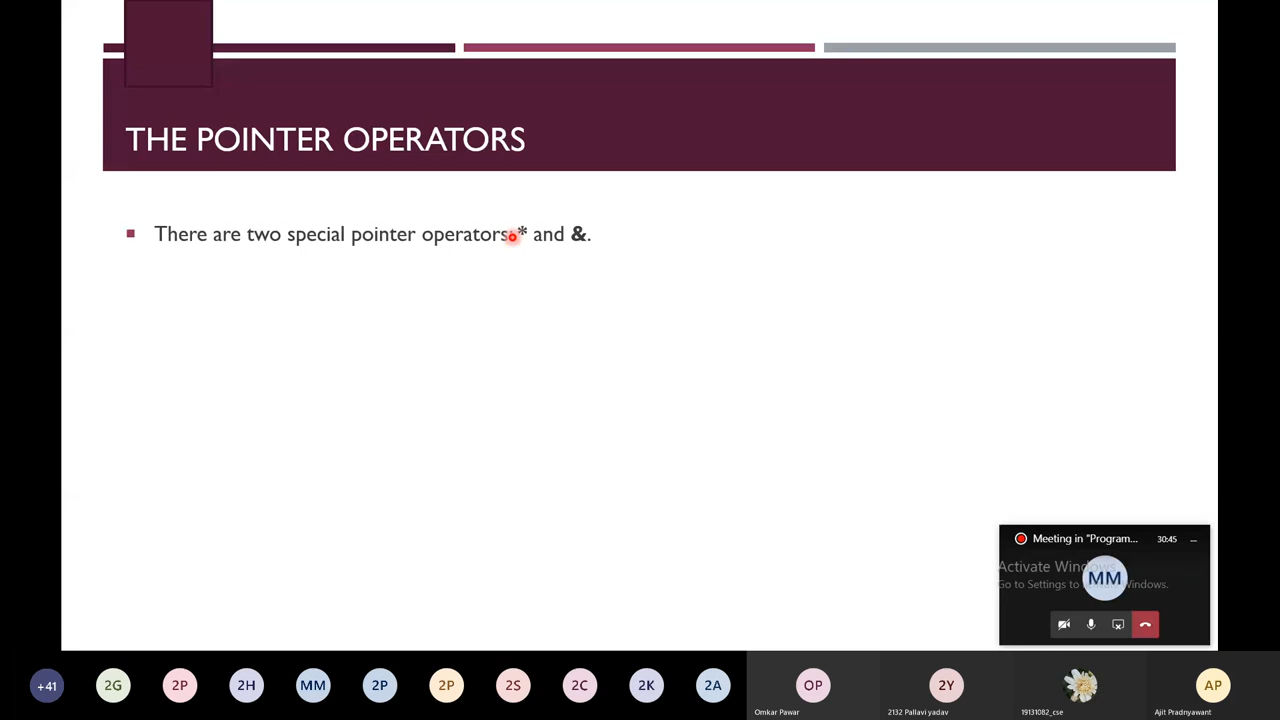 THE POINTER OPERATORS
There are two special pointer operators: * and &.
Meeting in "Program...
30:45
Activate Windows
Go to Settings to Windows.
MM
+41
2G
2P
2H
MM
2P
2P
2S
2C
2K
2A
OP
2Y
AP
Omkar Pawar
2132 Pallavi yadav
19131082_cse
Ajit Pradnyawant